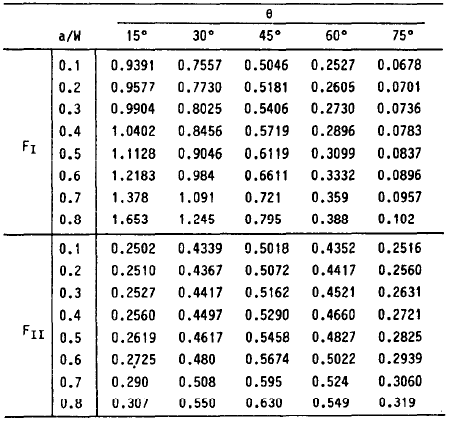 θ
a/W 15° 30° 45° 60° 75°
0.1 0.9391 0.7557 0.5046 0.2527 0.0678
0.2 0.9577 0.7730 0.5181 0.2605 0.0701
0.3 0.9904 0.8025 0.5406 0.2730 0.0736
0.4 1.0402 0.8456 0.5719 0.2896 0.0783
FI 0.5 1.1128 0.9046 0.6119 0.3099 0.0837
0.6 1.2183 0.984 0.6611 0.3332 0.0896
0.7 1.378 1.091 0.721 0.359 0.0957
0.8 1.653 1.245 0.795 0.388 0.102
0.1 0.2502 0.4339 0.5018 0.4352 0.2516
0.2 0.2510 0.4367 0.5072 0.4417 0.2560
0.3 0.2527 0.4417 0.5162 0.4521 0.2631
0.4 0.2560 0.4497 0.5290 0.4660 0.2721
FII 0.5 0.2619 0.4617 0.5458 0.4827 0.2825
0.6 0.2725 0.480 0.5674 0.5022 0.2939
0.7 0.290 0.508 0.595 0.524 0.3060
0.8 0.307 0.550 0.630 0.549 0.319